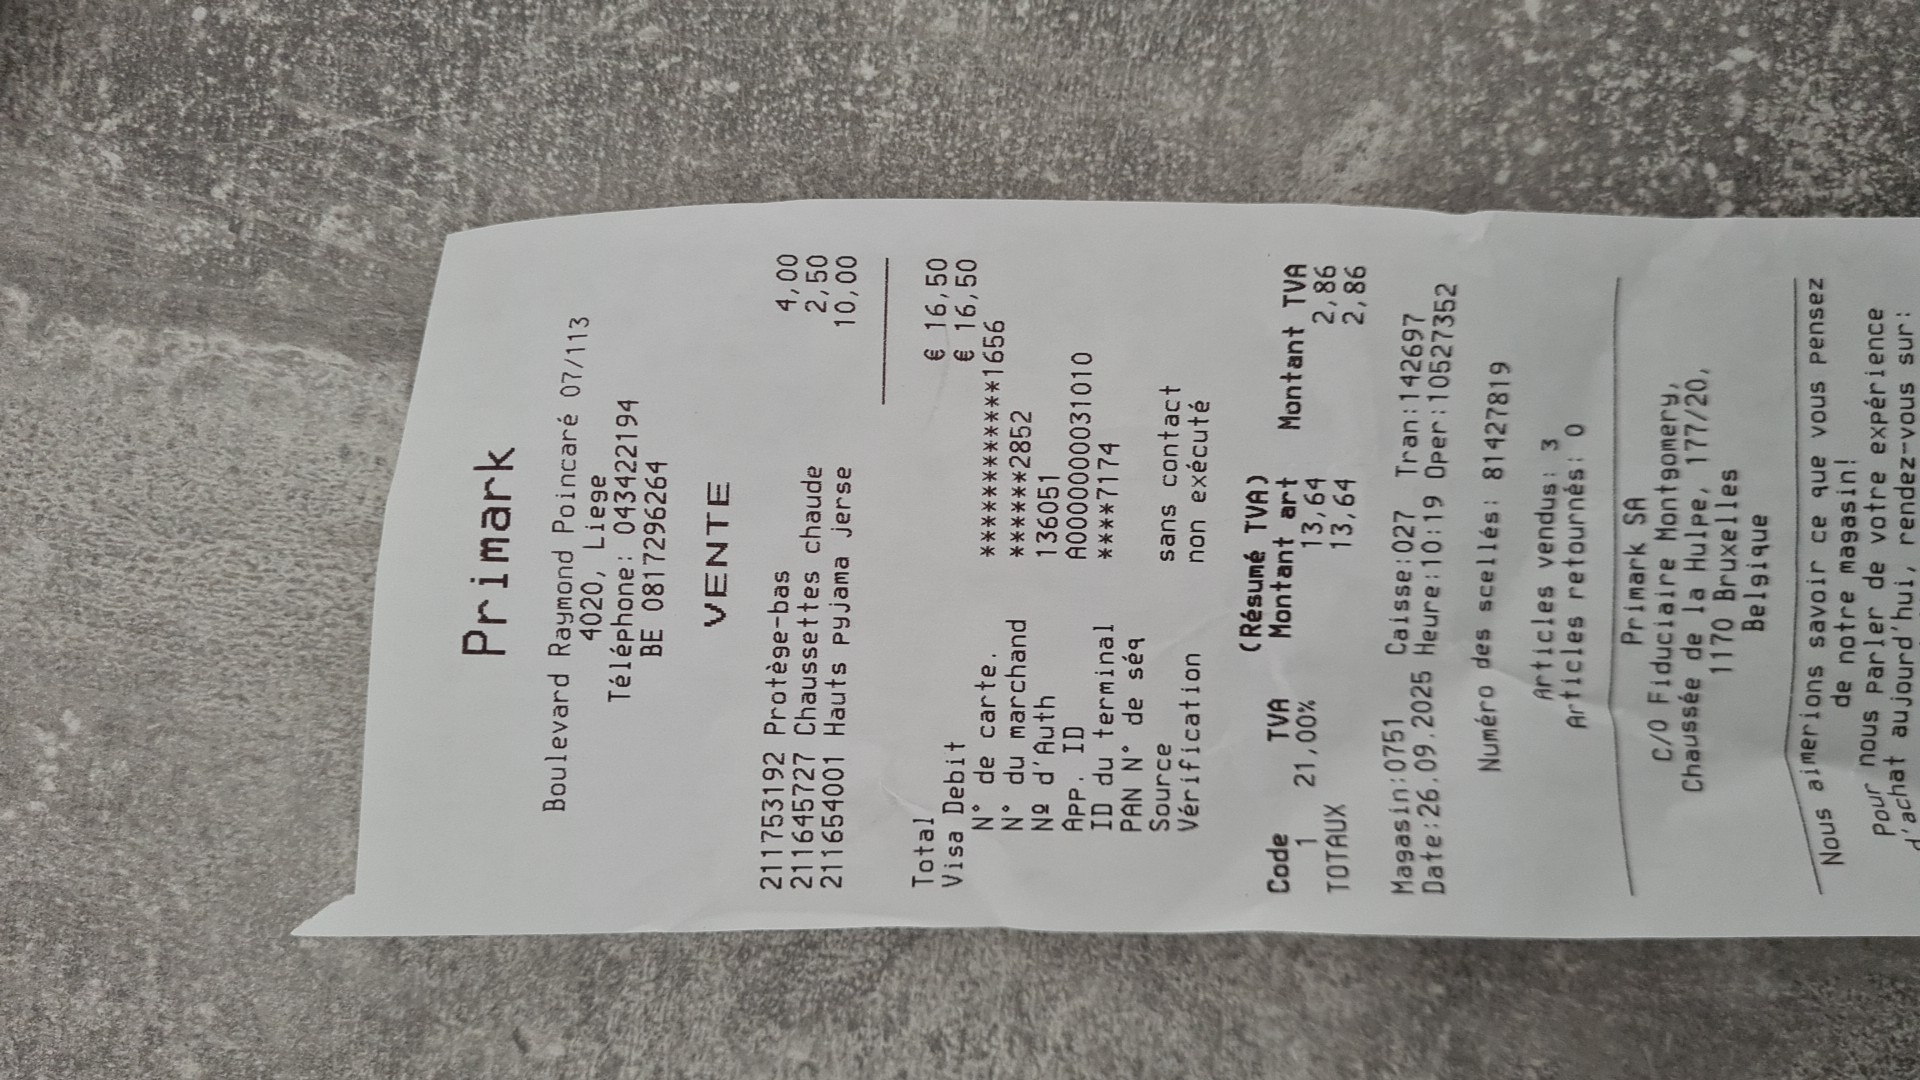 Primark
Boulevard Raymond Poincaré 07/113
4020, Liege
Téléphone: 043422194
BE 0817296264
VENTE
211753192 Protège-bas 4,00
211645727 Chaussettes chaude 2,50
211654001 Hauts pyjama jerse 10,00
Total € 16,50
Visa Debit € 16,50
N° de carte. ************1656
N° du marchand ******2852
Nº d'Auth 136051
App. ID A0000000031010
ID du terminal ****7174
PAN N° de séq
Source sans contact
Vérification non exécuté
(Résumé TVA)
Code TVA Montant art Montant TVA
1 21,00% 13,64 2,86
TOTAUX 13,64 2,86
Magasin:0751 Caisse:027 Tran:142697
Date:26.09.2025 Heure:10:19 Oper:10527352
Numéro des scellés: 81427819
Articles vendus: 3
Articles retournés: 0
Primark SA
C/O Fiduciaire Montgomery,
Chaussée de la Hulpe, 177/20,
1170 Bruxelles
Belgique
Nous aimerions savoir ce que vous pensez
de notre magasin!
Pour nous parler de votre expérience
d'achat aujourd'hui, rendez-vous sur: